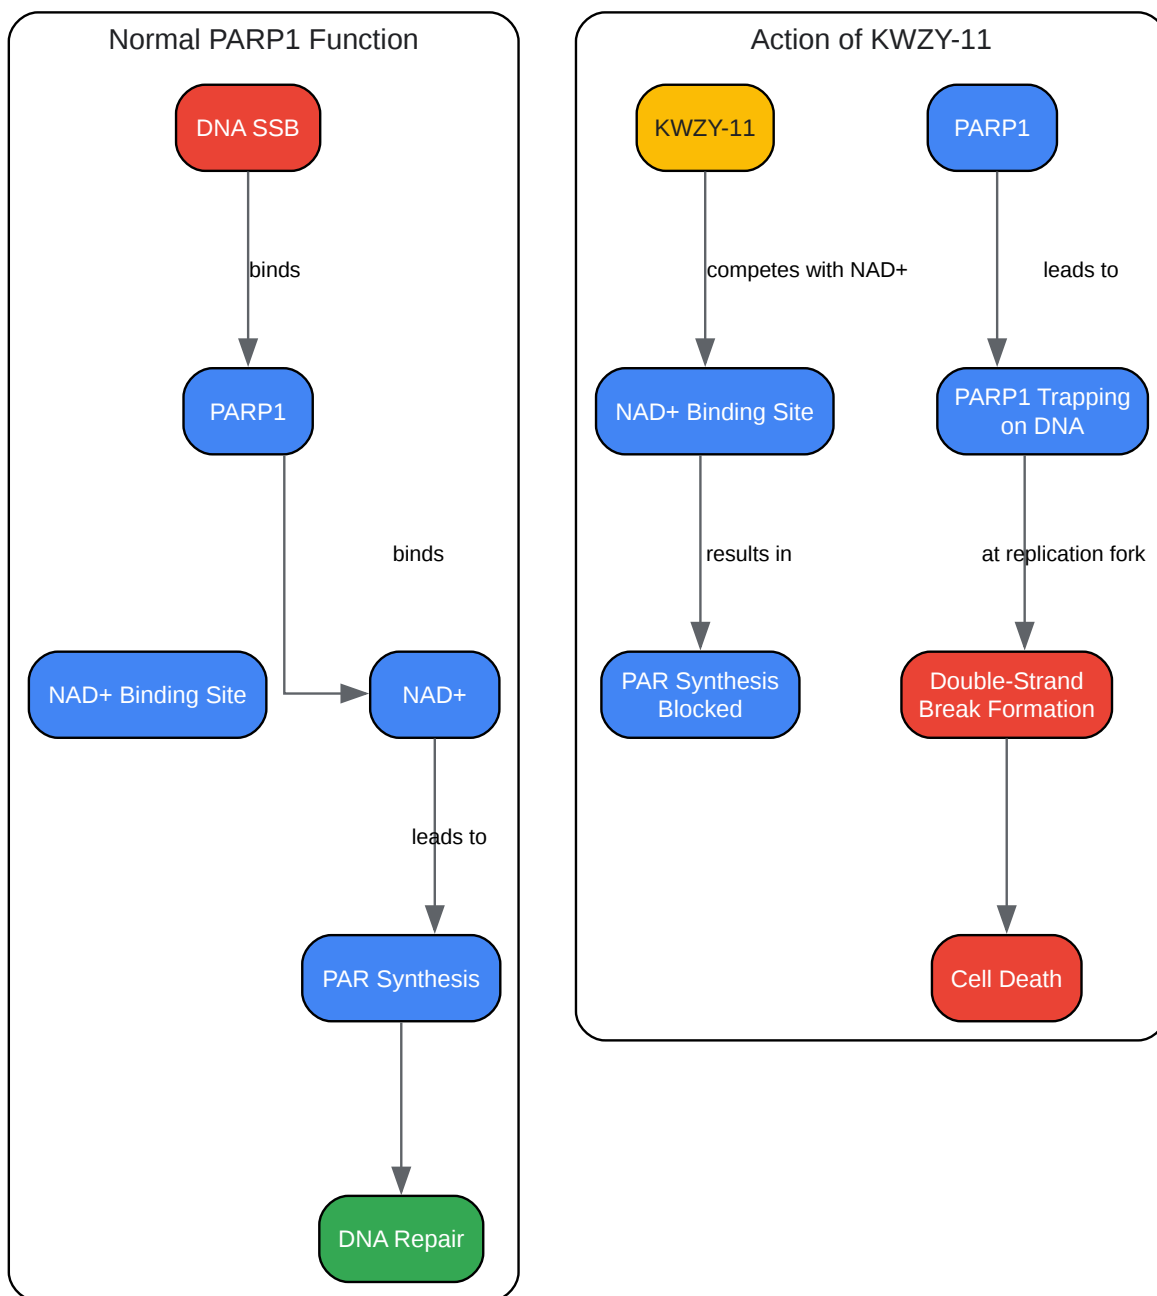 Normal PARP1 Function
DNA SSB
binds
PARP1
binds
NAD+ Binding Site
NAD+
leads to
PAR Synthesis
DNA Repair
Action of KWZY-11
KWZY-11
PARP1
competes with NAD+
leads to
NAD+ Binding Site
PARP1 Trapping
on DNA
results in
at replication fork
PAR Synthesis
Blocked
Double-Strand
Break Formation
Cell Death